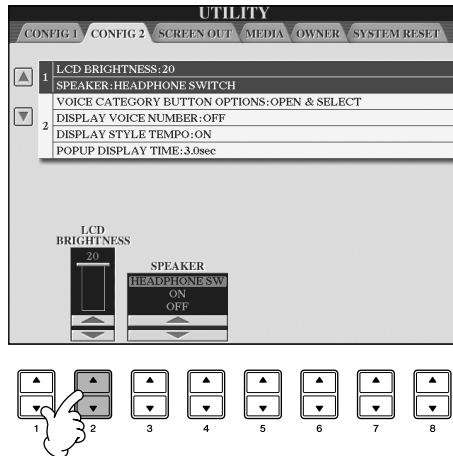 UTILITY
CONFIG 1 CONFIG 2 SCREEN OUT MEDIA OWNER SYSTEM RESET
1 LCD BRIGHTNESS:20
SPEAKER:HEADPHONE SWITCH
2 VOICE CATEGORY BUTTON OPTIONS:OPEN & SELECT
DISPLAY VOICE NUMBER:OFF
DISPLAY STYLE TEMPO:ON
POPUP DISPLAY TIME:3.0sec
LCD
BRIGHTNESS
20
SPEAKER
HEADPHONE SW
ON
OFF
1 2 3 4 5 6 7 8